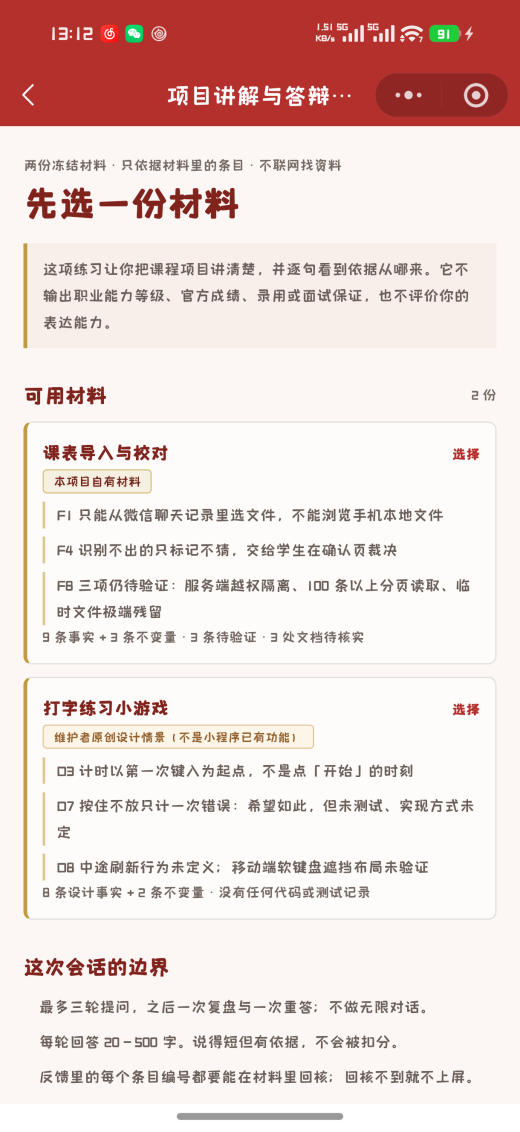 13:12
1.51 KB/s 5G 5G 7 91
项目讲解与答辩···
两份冻结材料 · 只依据材料里的条目 · 不联网找资料
先选一份材料
这项练习让你把课程项目讲清楚，并逐句看到依据从哪来。它不
输出职业能力等级、官方成绩、录用或面试保证，也不评价你的
表达能力。
可用材料
2 份
课表导入与校对
选择
本项目自有材料
F1 只能从微信聊天记录里选文件，不能浏览手机本地文件
F4 识别不出的只标记不猜，交给学生在确认页裁决
F8 三项仍待验证：服务端越权隔离、100 条以上分页读取、临
时文件极端残留
9 条事实 + 3 条不变量 · 3 条待验证 · 3 处文档待核实
打字练习小游戏
选择
维护者原创设计情景（不是小程序已有功能）
D3 计时以第一次键入为起点，不是点「开始」的时刻
D7 按住不放只计一次错误：希望如此，但未测试、实现方式未
定
D8 中途刷新行为未定义；移动端软键盘遮挡布局未验证
8 条设计事实 + 2 条不变量 · 没有任何代码或测试记录
这次会话的边界
最多三轮提问，之后一次复盘与一次重答；不做无限对话。
每轮回答 20–500 字。说得短但有依据，不会被扣分。
反馈里的每个条目编号都要能在材料里回核；回核不到就不上屏。